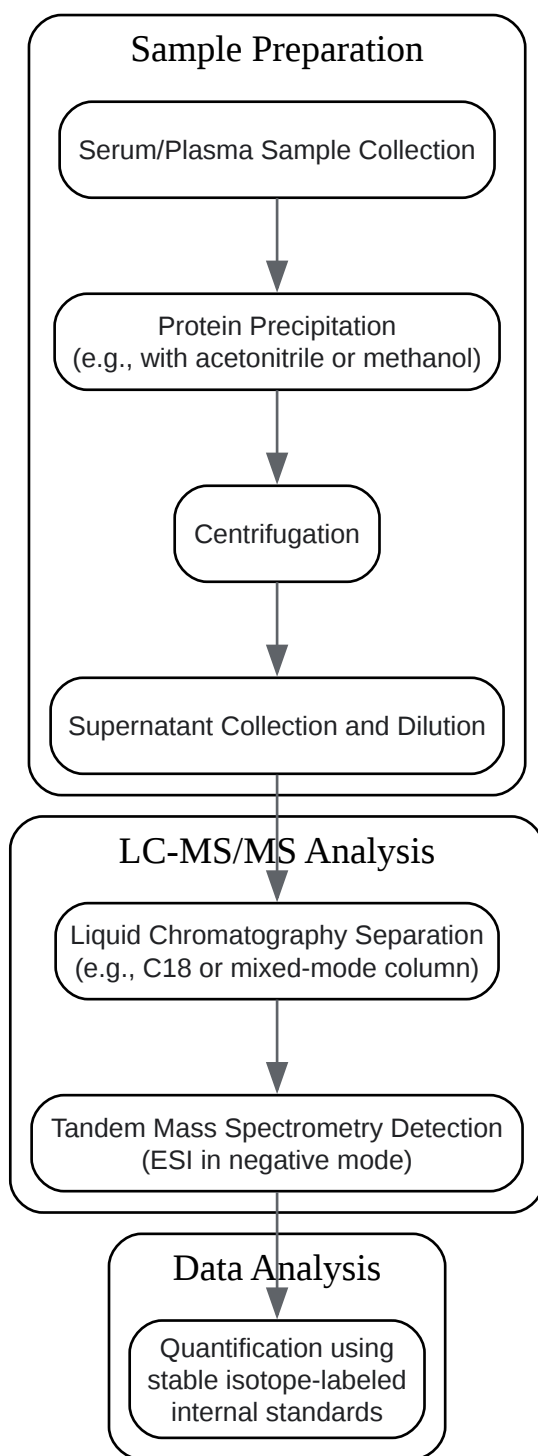 Sample Preparation
Serum/Plasma Sample Collection
Protein Precipitation
(e.g., with acetonitrile or methanol)
Centrifugation
Supernatant Collection and Dilution
LC-MS/MS Analysis
Liquid Chromatography Separation
(e.g., C18 or mixed-mode column)
Tandem Mass Spectrometry Detection
(ESI in negative mode)
Data Analysis
Quantification using
stable isotope-labeled
internal standards